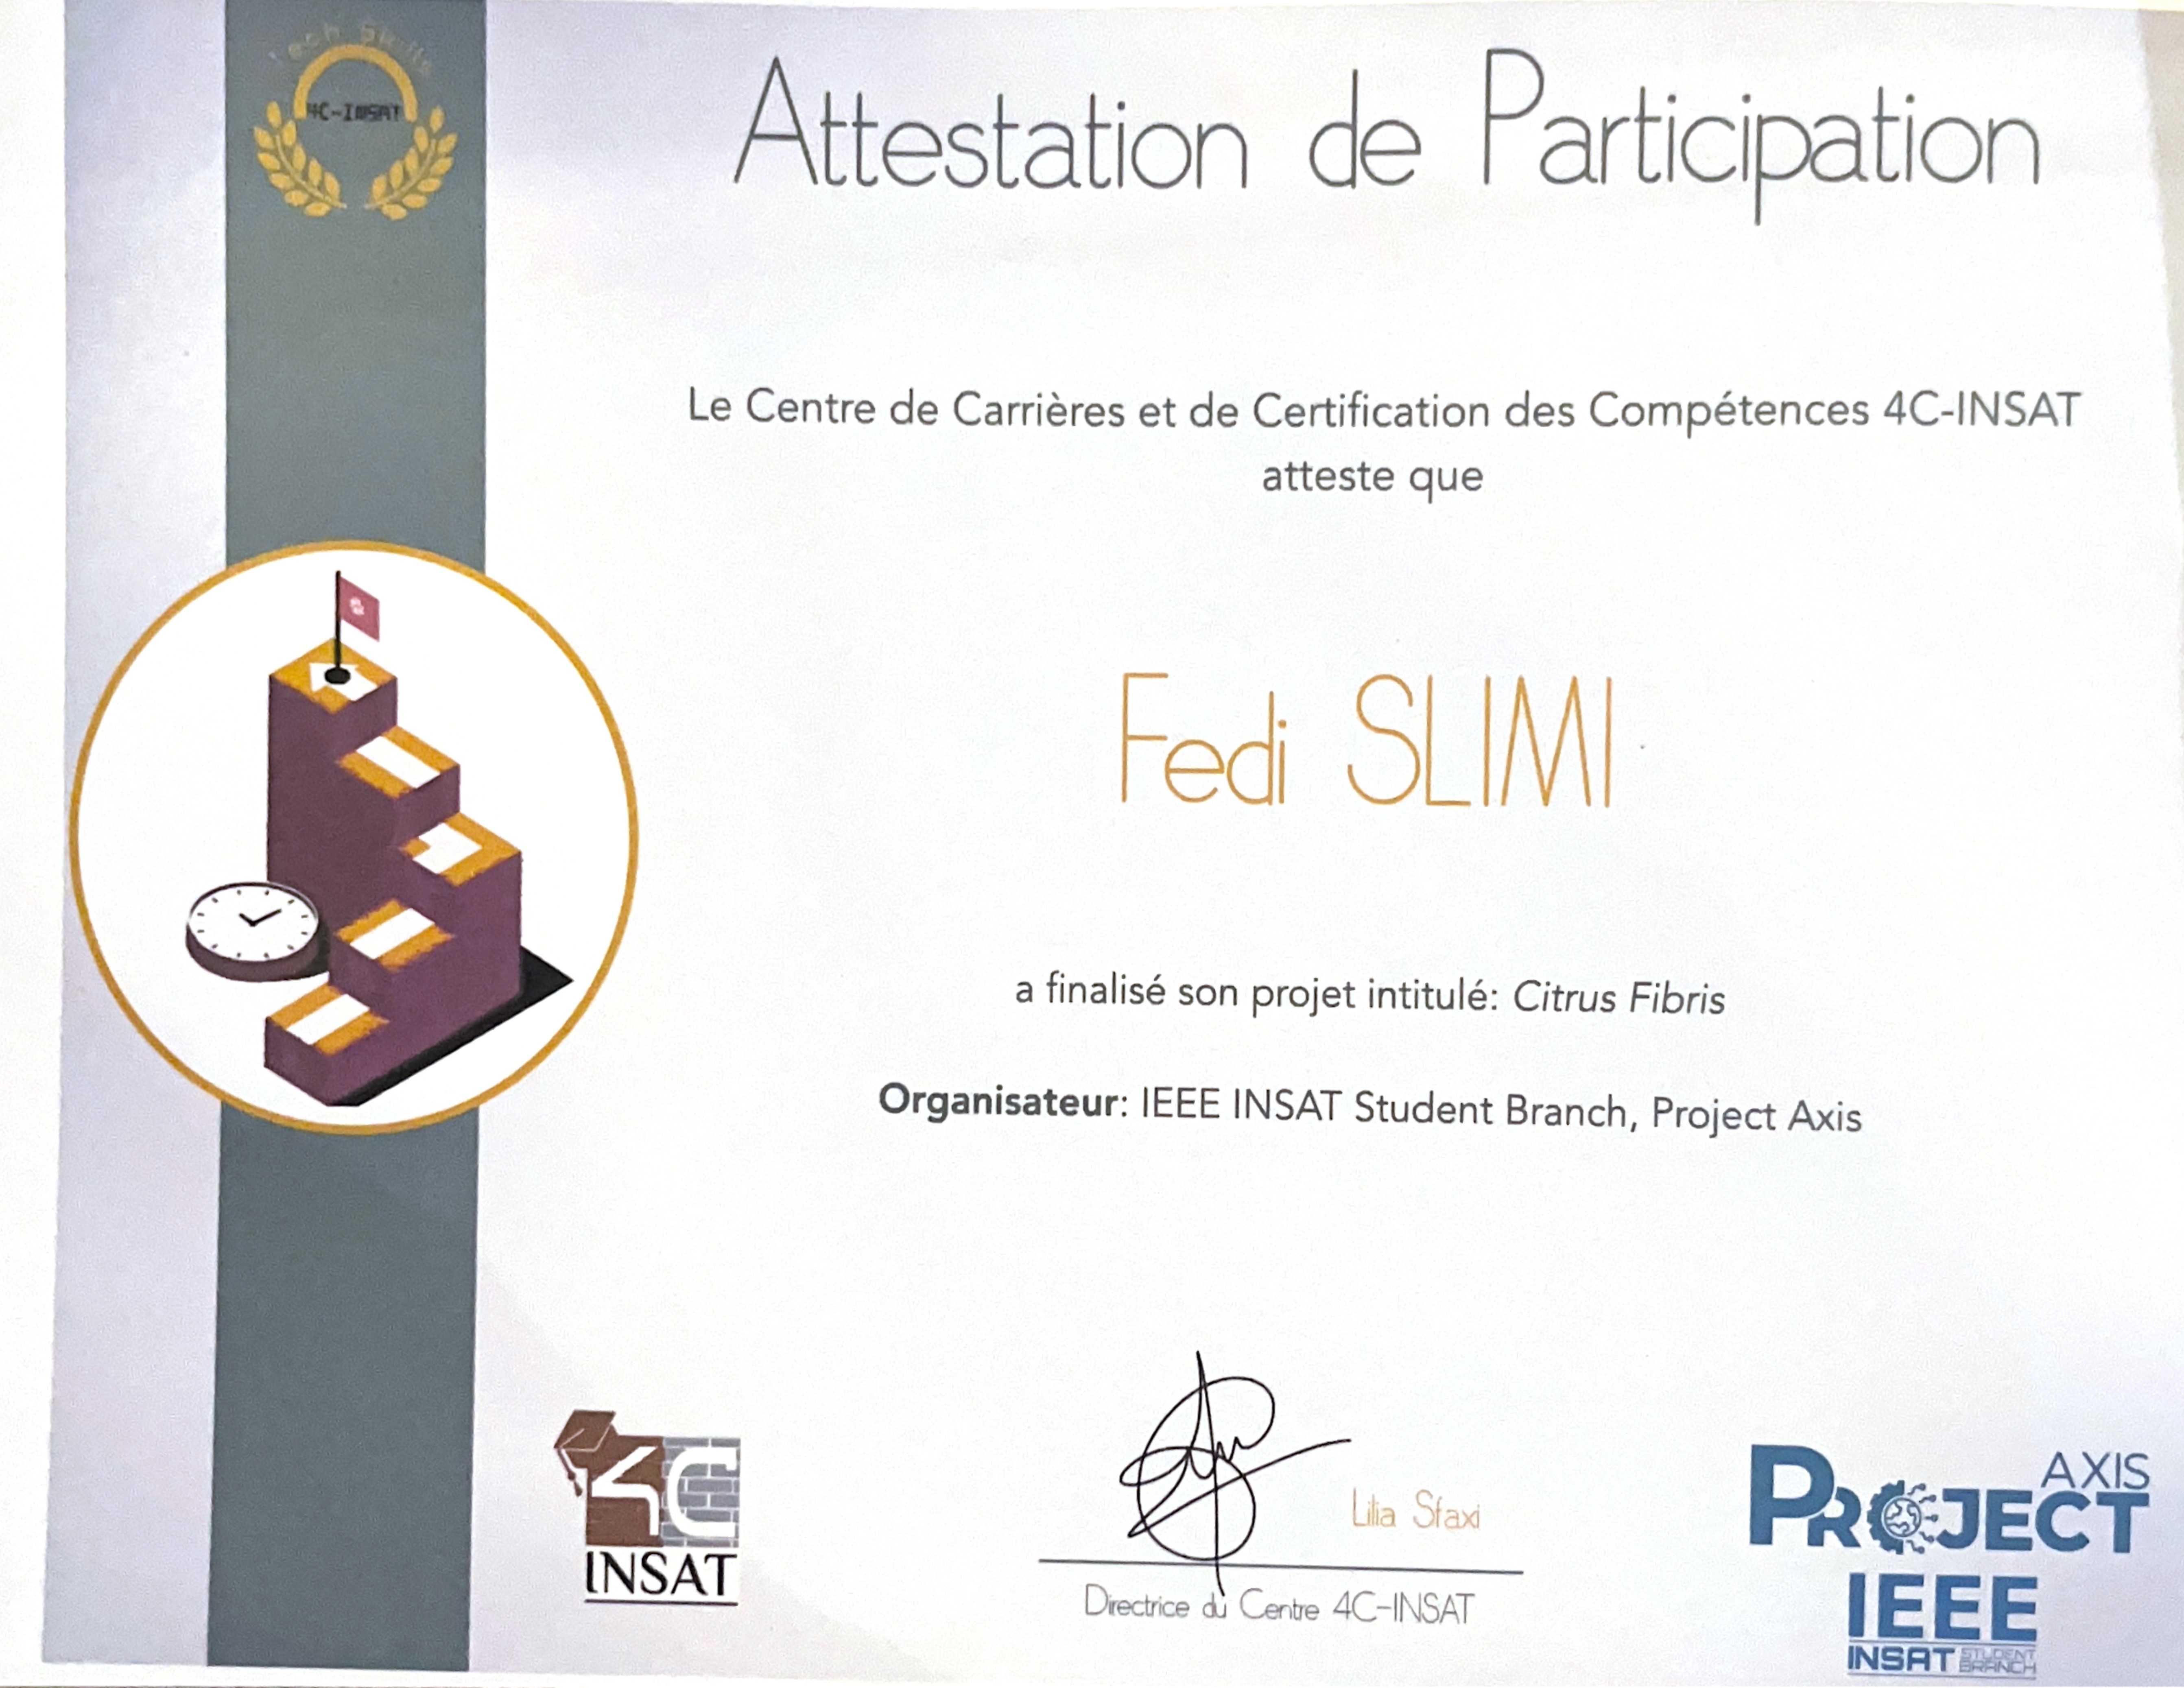 Tech Skills
4C-INSAT
Attestation de Participation
Le Centre de Carrières et de Certification des Compétences 4C-INSAT
atteste que
Fedi SLIMI
a finalisé son projet intitulé: Citrus Fibris
Organisateur: IEEE INSAT Student Branch, Project Axis
4C
INSAT
Lilia Sfaxi
Directrice du Centre 4C-INSAT
AXIS
PROJECT
IEEE
INSAT STUDENT BRANCH